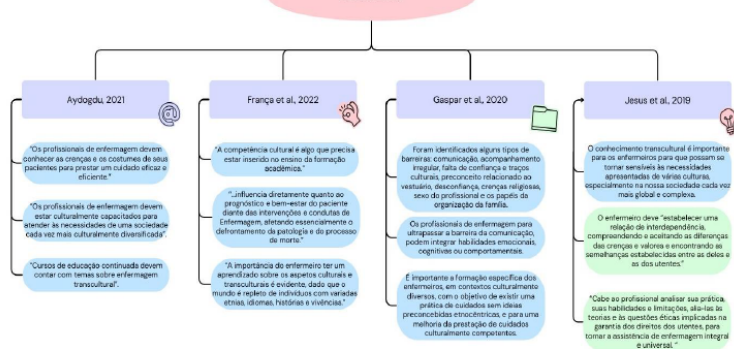 Aydogdu, 2021
"Os profissionais de enfermagem devem
conhecer as crenças e os costumes de seus
pacientes para prestar um cuidado eficaz e
eficiente."
"Os profissionais de enfermagem devem
estar culturalmente capacitados para
atender às necessidades de uma sociedade
cada vez mais culturalmente diversificada".
"Cursos de educação continuada devem
contar com temas sobre enfermagem
transcultural".
França et al., 2022
"A competência cultural é algo que precisa
estar inserido no ensino da formação
acadêmica."
"...influencia diretamente quanto ao
prognóstico e bem-estar do paciente
diante das intervenções e condutas de
Enfermagem, afetando essencialmente o
defrontamento da patologia e do processo
de morte."
"A importância do enfermeiro ter um
aprendizado sobre os aspectos culturais e
transculturais é evidente, dado que o
mundo é repleto de indivíduos com variadas
etnias, idiomas, histórias e vivências."
Gaspar et al., 2020
Foram identificados alguns tipos de
barreiras: comunicação, acompanhamento
irregular, falta de confiança e traços
culturais, preconceito relacionado ao
vestuário, desconfiança, crenças religiosas,
sexo do profissional e os papéis da
organização da família.
Os profissionais de enfermagem para
ultrapassar a barreira da comunicação,
podem integrar habilidades emocionais,
cognitivas ou comportamentais.
É importante a formação específica dos
enfermeiros, em contextos culturalmente
diversos, com o objetivo de existir uma
prática de cuidados sem ideias
preconcebidas etnocêntricas, e para uma
melhoria da prestação de cuidados
culturalmente competentes.
Jesus et al., 2019
O conhecimento transcultural é importante
para os enfermeiros para que possam se
tornar sensíveis às necessidades
apresentadas de várias culturas,
especialmente na nossa sociedade cada vez
mais global e complexa.
O enfermeiro deve "estabelecer uma
relação de interdependência,
compreendendo e aceitando as diferenças
das crenças e valores e encontrando as
semelhanças estabelecidas entre as deles e
as dos utentes."
"Cabe ao profissional analisar sua prática,
suas habilidades e limitações, aliá-las às
teorias e às questões éticas implicadas na
garantia dos direitos dos utentes, para
tornar a assistência de enfermagem integral
e universal. "